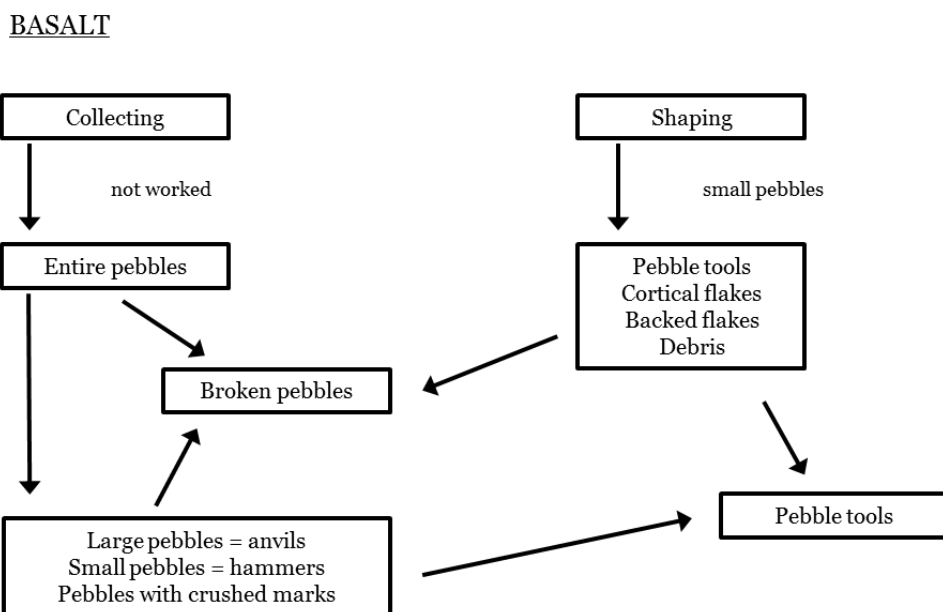 BASALT
Collecting
Shaping
not worked
small pebbles
Entire pebbles
Pebble tools
Cortical flakes
Backed flakes
Debris
Broken pebbles
Pebble tools
Large pebbles = anvils
Small pebbles = hammers
Pebbles with crushed marks